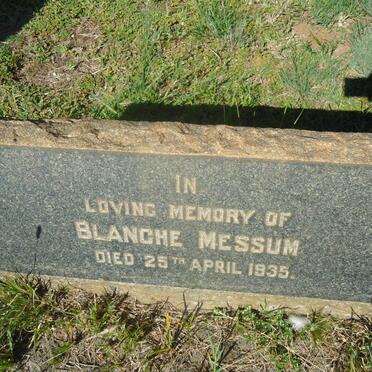 IN
LOVING MEMORY OF
BLANCHE MESSUM
DIED 25TH APRIL 1935.